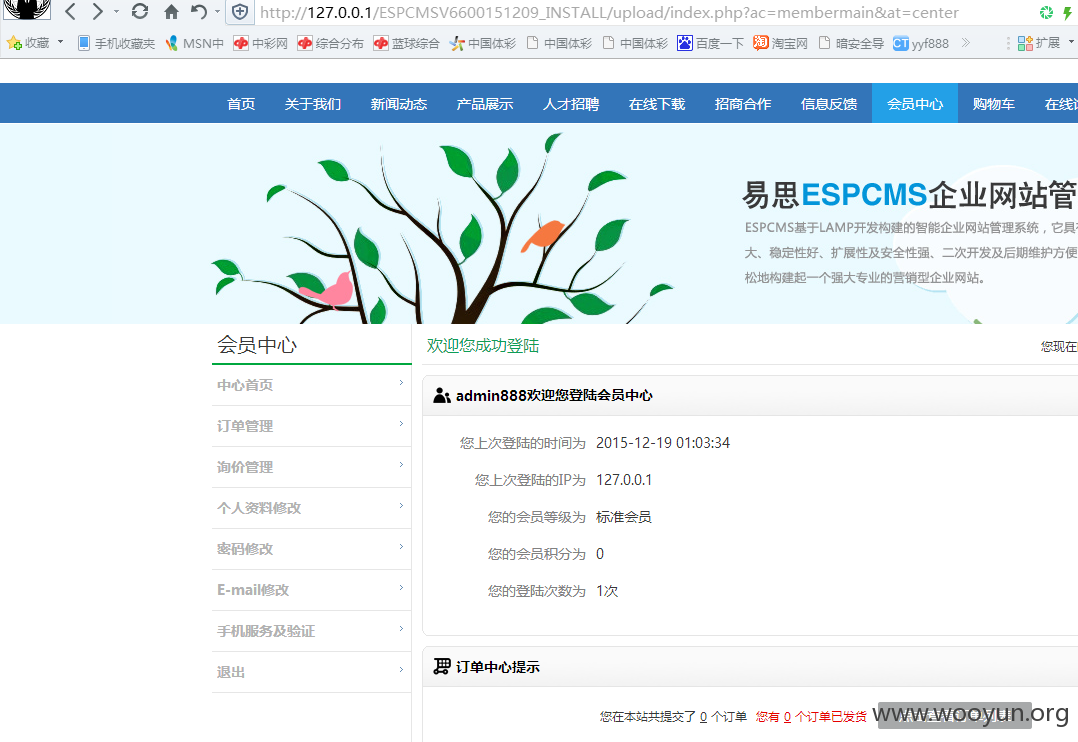 http://127.0.0.1/ESPCMSV6600151209_INSTALL/upload/index.php?ac=membermain&at=center
收藏 手机收藏夹 MSN中 中彩网 综合分布 蓝球综合 中国体彩 中国体彩 中国体彩 百度一下 淘宝网 暗安全导 yyf888 扩展
首页 关于我们 新闻动态 产品展示 人才招聘 在线下载 招商合作 信息反馈 会员中心 购物车 在线
易思ESPCMS企业网站管
ESPCMS基于LAMP开发构建的智能企业网站管理系统，它具
大、稳定性好、扩展性及安全性强、二次开发及后期维护方便
松地构建起一个强大专业的营销型企业网站。
会员中心
中心首页
订单管理
询价管理
个人资料修改
密码修改
E-mail修改
手机服务及验证
退出
欢迎您成功登陆 您现在
admin888欢迎您登陆会员中心
您上次登陆的时间为 2015-12-19 01:03:34
您上次登陆的IP为 127.0.0.1
您的会员等级为 标准会员
您的会员积分为 0
您的登陆次数为 1次
订单中心提示
您在本站共提交了 0 个订单 您有 0 个订单已发货
www.wooyun.org